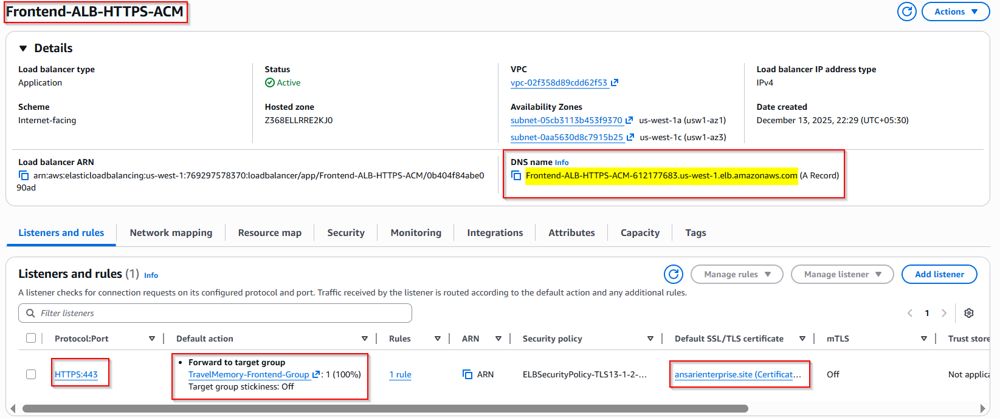 Frontend-ALB-HTTPS-ACM
Actions
Details
Load balancer type
Application
Status
Active
VPC
vpc-02f358d89cdd62f53
Load balancer IP address type
IPv4
Scheme
Internet-facing
Hosted zone
Z368ELLRRE2KJ0
Availability Zones
subnet-05cb3113b453f9370 us-west-1a (usw1-az1)
subnet-0aa5630d8c7915b25 us-west-1c (usw1-az3)
Date created
December 13, 2025, 22:29 (UTC+05:30)
Load balancer ARN
arn:aws:elasticloadbalancing:us-west-1:769297578370:loadbalancer/app/Frontend-ALB-HTTPS-ACM/0b404f84abe0
90ad
DNS name Info
Frontend-ALB-HTTPS-ACM-612177683.us-west-1.elb.amazonaws.com (A Record)
Listeners and rules Network mapping Resource map Security Monitoring Integrations Attributes Capacity Tags
Listeners and rules (1) Info
Manage rules Manage listener Add listener
A listener checks for connection requests on its configured protocol and port. Traffic received by the listener is routed according to the default action and any additional rules.
Filter listeners
1
Protocol:Port Default action Rules ARN Security policy Default SSL/TLS certificate mTLS Trust store
HTTPS:443
• Forward to target group
TravelMemory-Frontend-Group : 1 (100%)
Target group stickiness: Off
1 rule
ARN
ELBSecurityPolicy-TLS13-1-2-...
ansarienterprise.site (Certificat...
Off
Not applica